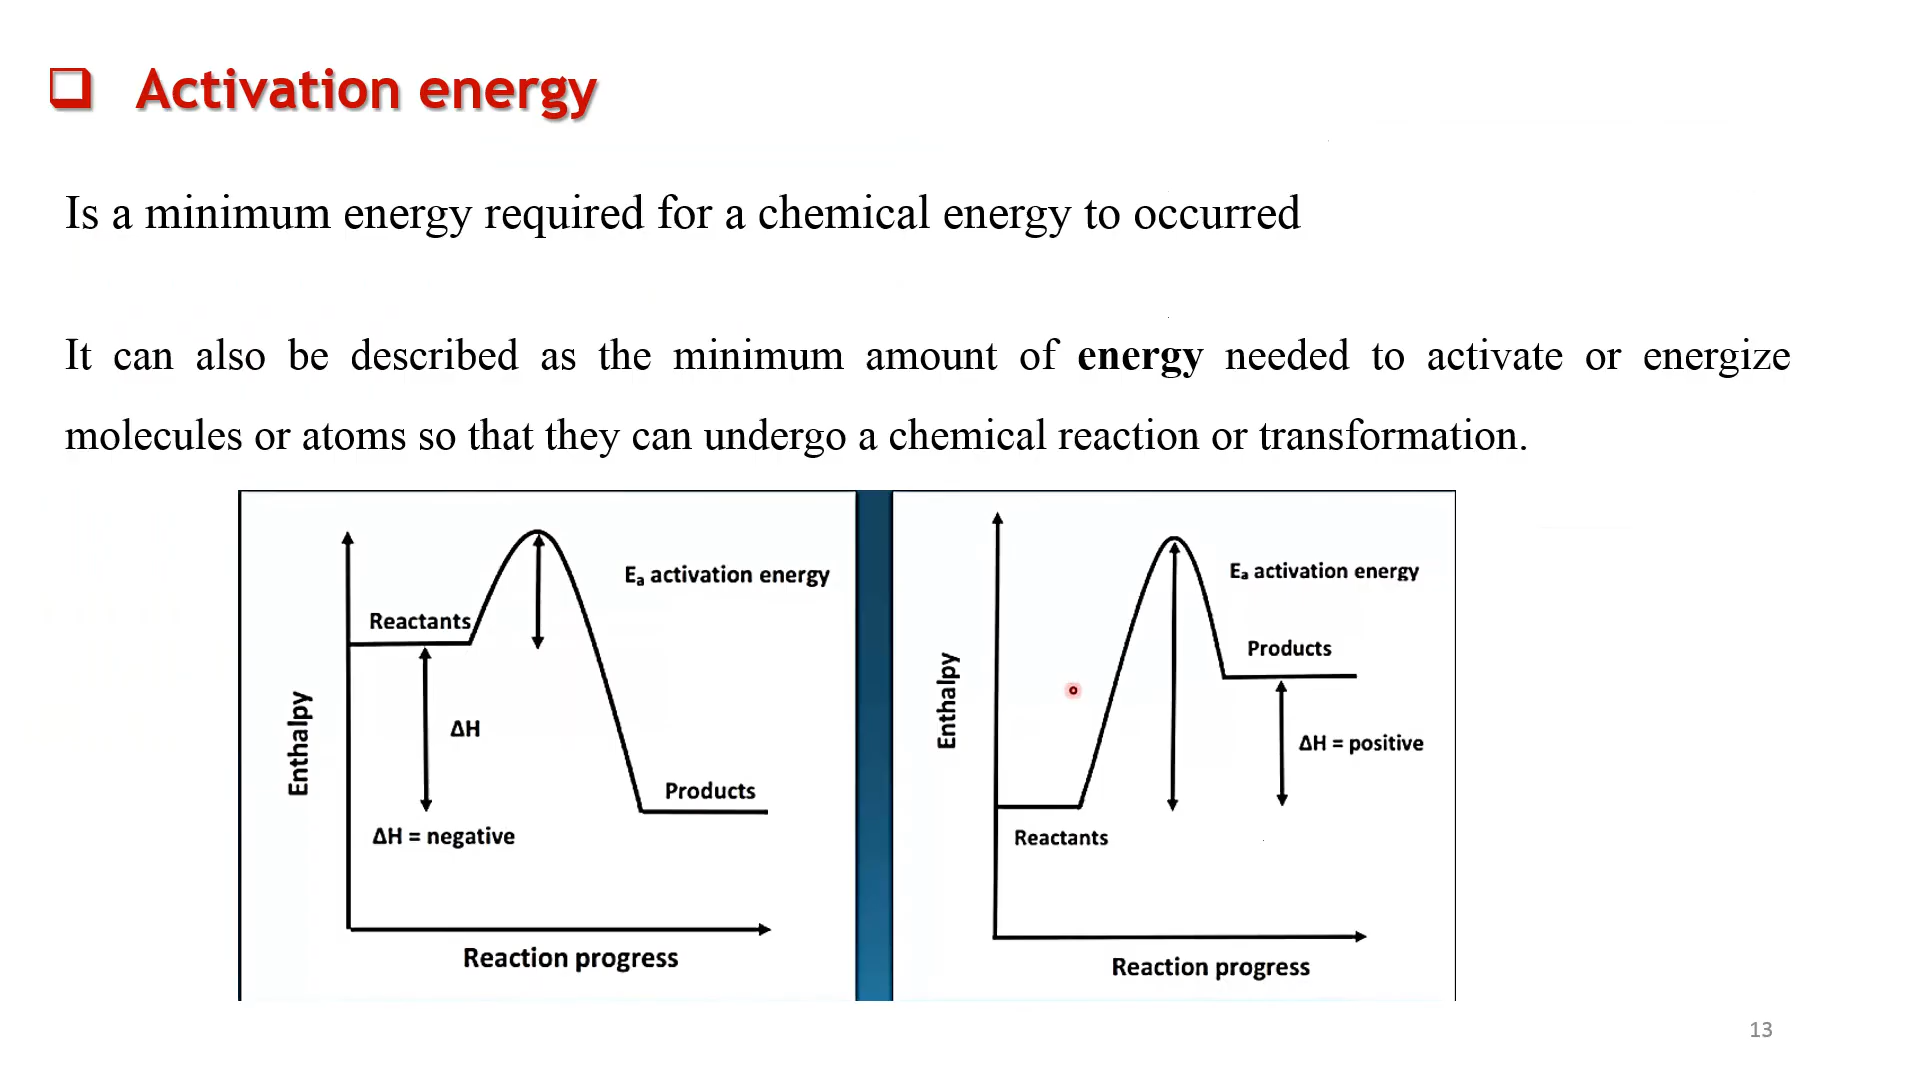 Activation energy
Is a minimum energy required for a chemical energy to occurred
It can also be described as the minimum amount of energy needed to activate or energize
molecules or atoms so that they can undergo a chemical reaction or transformation.
Eₐ activation energy
Reactants
ΔH
Enthalpy
Products
ΔH = negative
Reaction progress
Eₐ activation energy
Products
Enthalpy
ΔH = positive
Reactants
Reaction progress
13